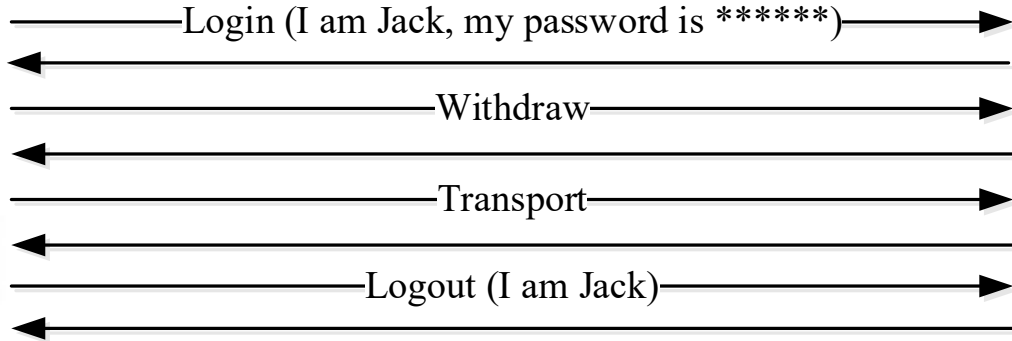 Login (I am Jack, my password is ******)
Withdraw
Transport
Logout (I am Jack)